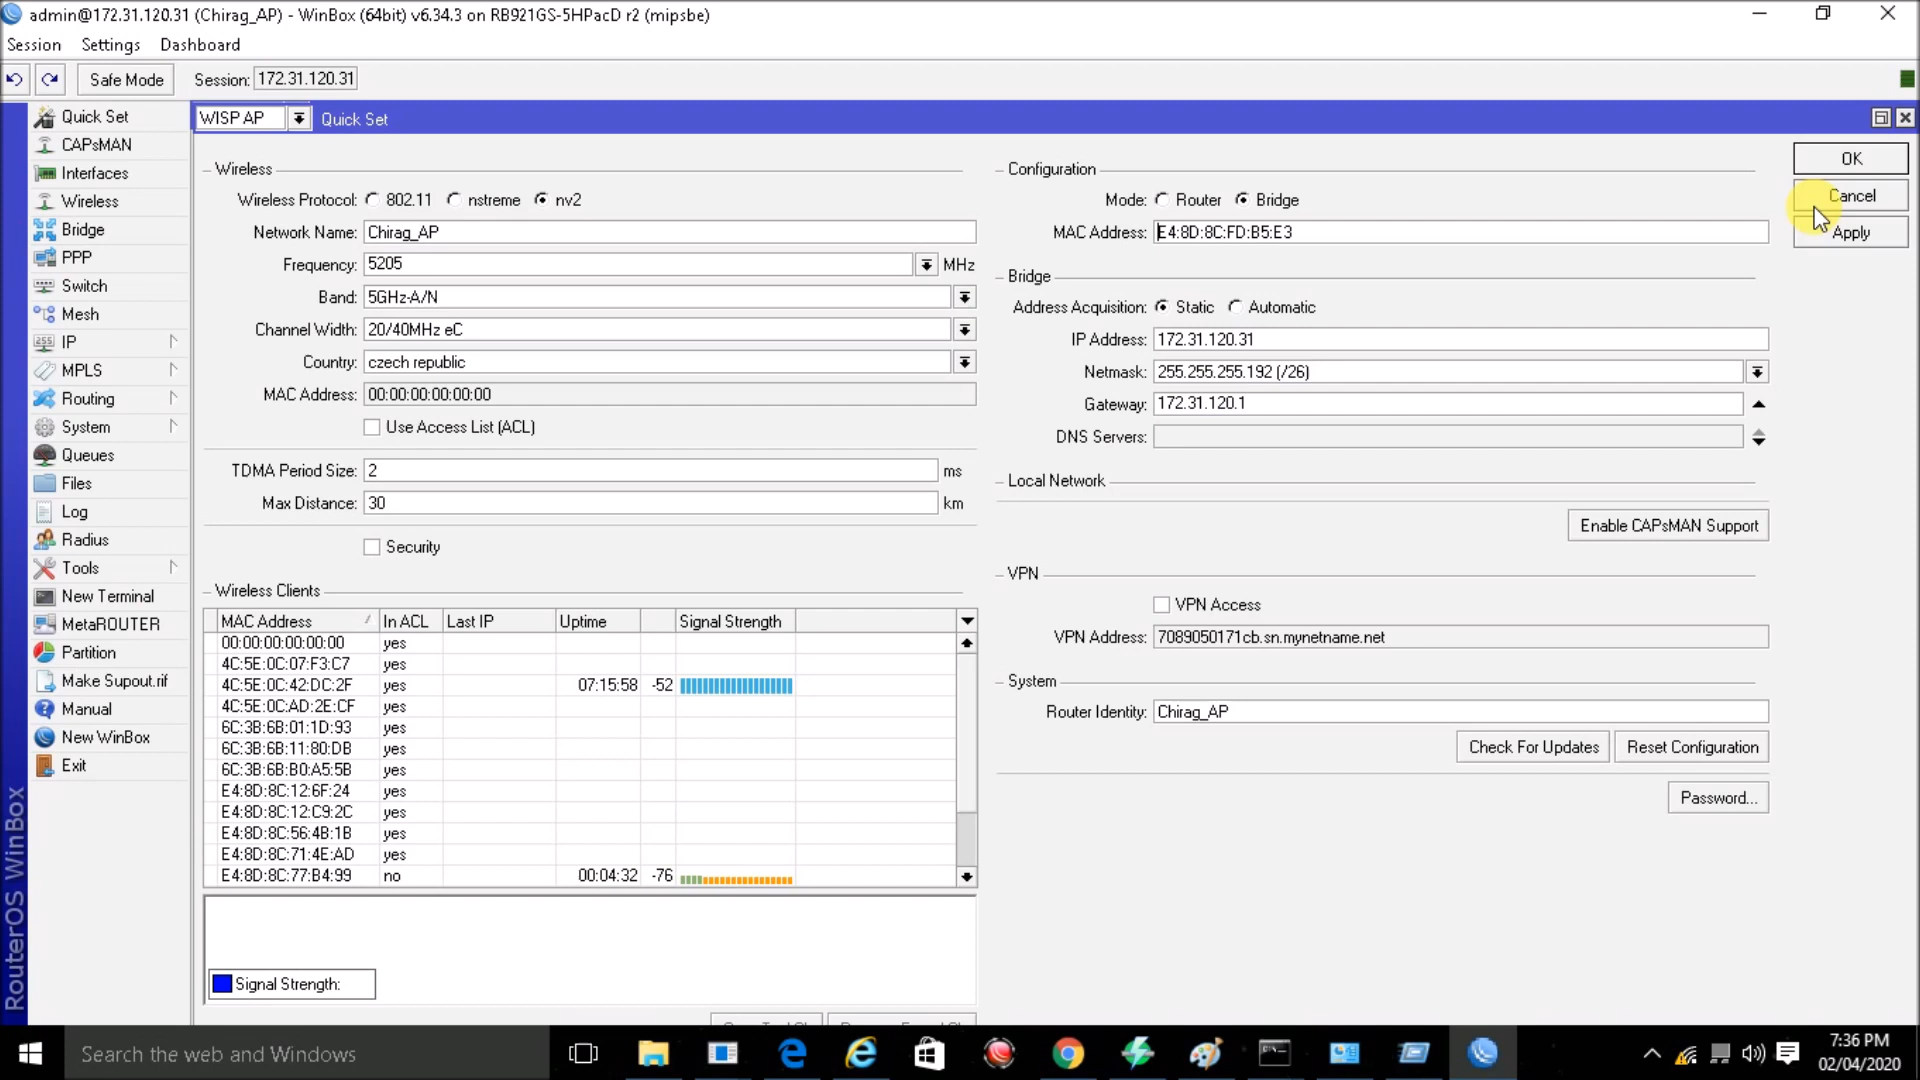 admin@172.31.120.31 (Chirag_AP) - WinBox (64bit) v6.34.3 on RB921GS-5HPacD r2 (mipsbe)
Session Settings Dashboard
Safe Mode Session: 172.31.120.31
WISP AP Quick Set
Quick Set
CAPsMAN
Interfaces
Wireless
Bridge
PPP
Switch
Mesh
255 IP
MPLS
Routing
System
Queues
Files
Log
Radius
Tools
New Terminal
MetaROUTER
Partition
Make Supout.rif
Manual
New WinBox
Exit
RouterOS WinBox
Wireless
Wireless Protocol: 802.11 nstreme nv2
Network Name: Chirag_AP
Frequency: 5205 MHz
Band: 5GHz-A/N
Channel Width: 20/40MHz eC
Country: czech republic
MAC Address: 00:00:00:00:00:00
Use Access List (ACL)
TDMA Period Size: 2 ms
Max Distance: 30 km
Security
Wireless Clients
MAC Address In ACL Last IP Uptime Signal Strength
00:00:00:00:00:00 yes
4C:5E:0C:07:F3:C7 yes
4C:5E:0C:42:DC:2F yes 07:15:58 -52
4C:5E:0C:AD:2E:CF yes
6C:3B:6B:01:1D:93 yes
6C:3B:6B:11:80:DB yes
6C:3B:6B:B0:A5:5B yes
E4:8D:8C:12:6F:24 yes
E4:8D:8C:12:C9:2C yes
E4:8D:8C:56:4B:1B yes
E4:8D:8C:71:4E:AD yes
E4:8D:8C:77:B4:99 no 00:04:32 -76
Signal Strength:
Configuration
Mode: Router Bridge
MAC Address: E4:8D:8C:FD:B5:E3
Bridge
Address Acquisition: Static Automatic
IP Address: 172.31.120.31
Netmask: 255.255.255.192 (/26)
Gateway: 172.31.120.1
DNS Servers:
Local Network
Enable CAPsMAN Support
VPN
VPN Access
VPN Address: 7089050171cb.sn.mynetname.net
System
Router Identity: Chirag_AP
Check For Updates Reset Configuration
Password...
OK
Cancel
Apply
Search the web and Windows
7:36 PM
02/04/2020